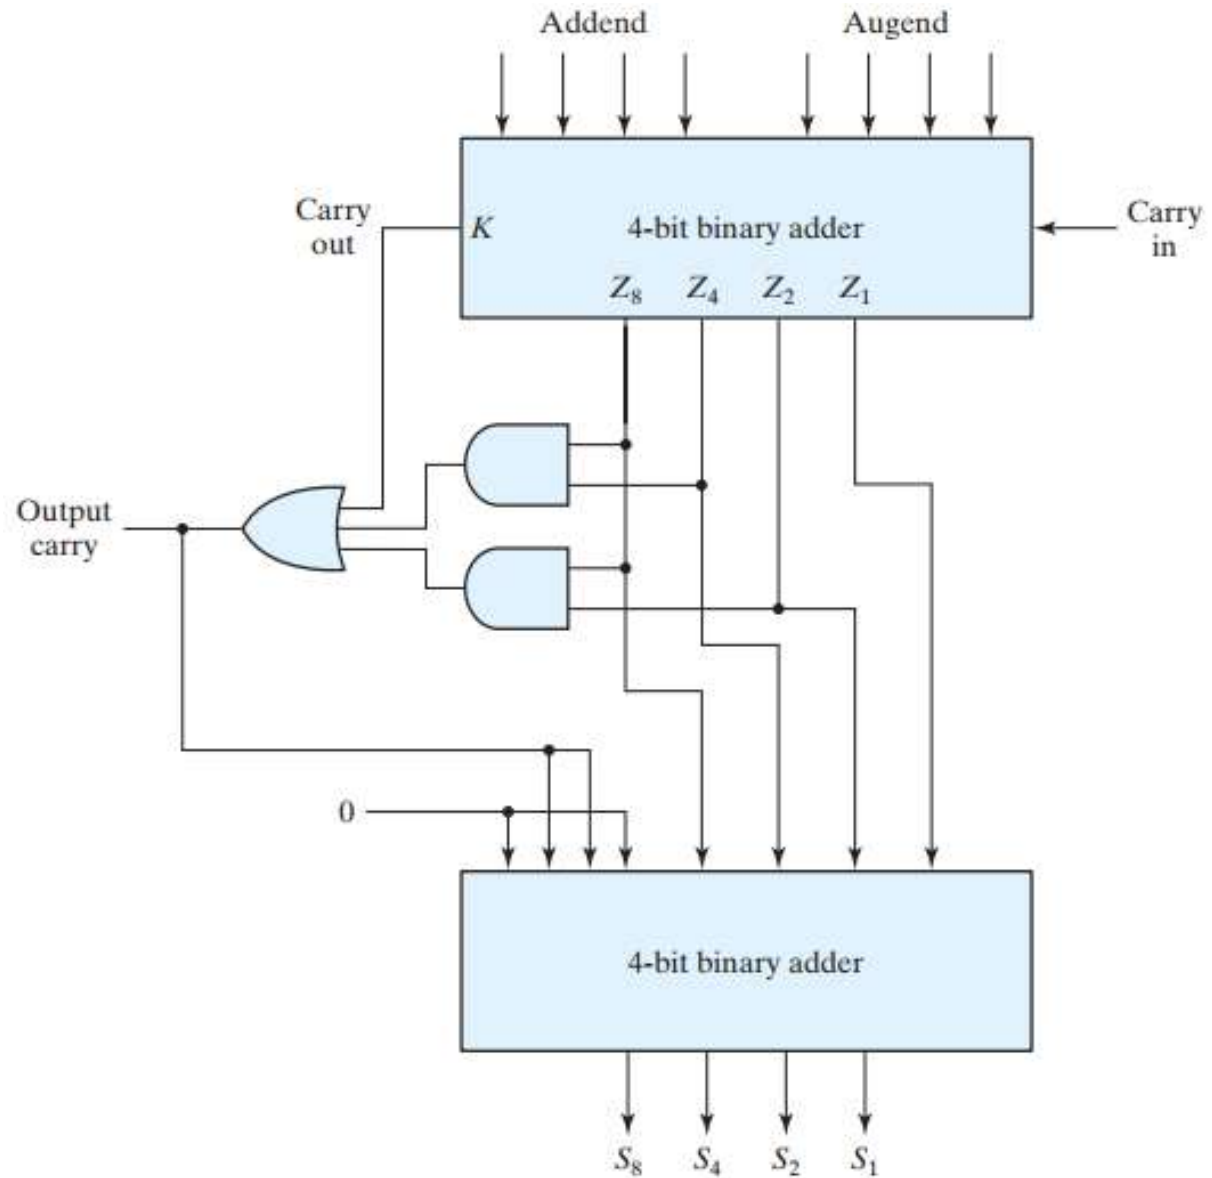 Addend
Augend
Carry
out
K
4-bit binary adder
Carry
in
Z₈ Z₄ Z₂ Z₁
Output
carry
0
4-bit binary adder
S₈ S₄ S₂ S₁